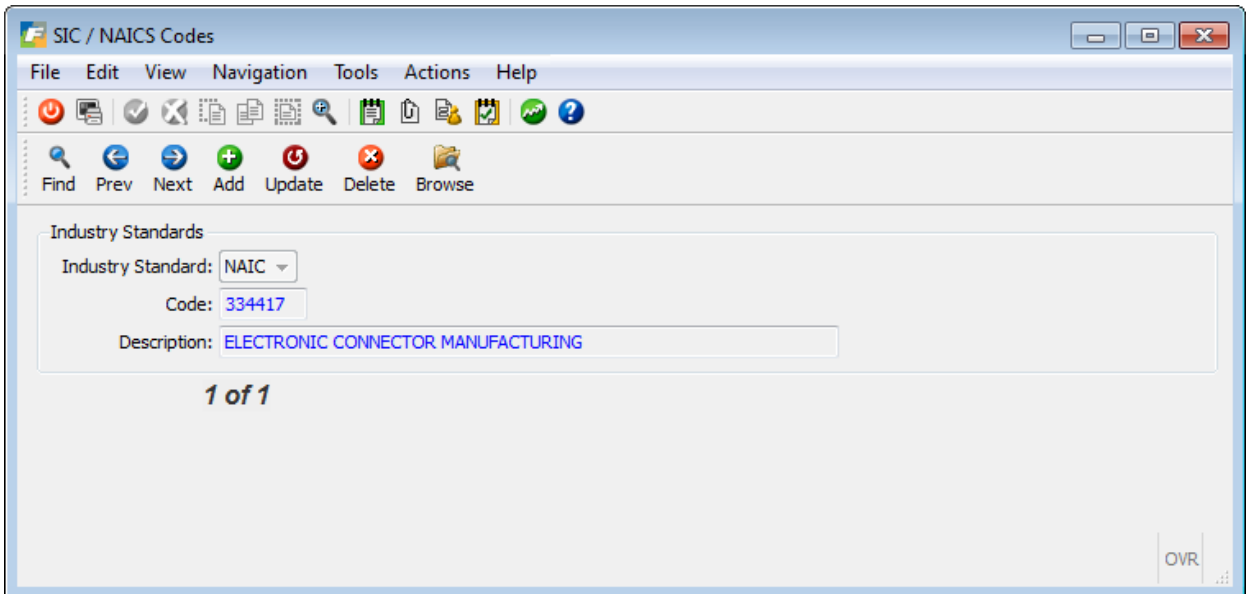 SIC / NAICS Codes
File Edit View Navigation Tools Actions Help
Find Prev Next Add Update Delete Browse
Industry Standards
Industry Standard: NAIC
Code: 334417
Description: ELECTRONIC CONNECTOR MANUFACTURING
1 of 1
OVR